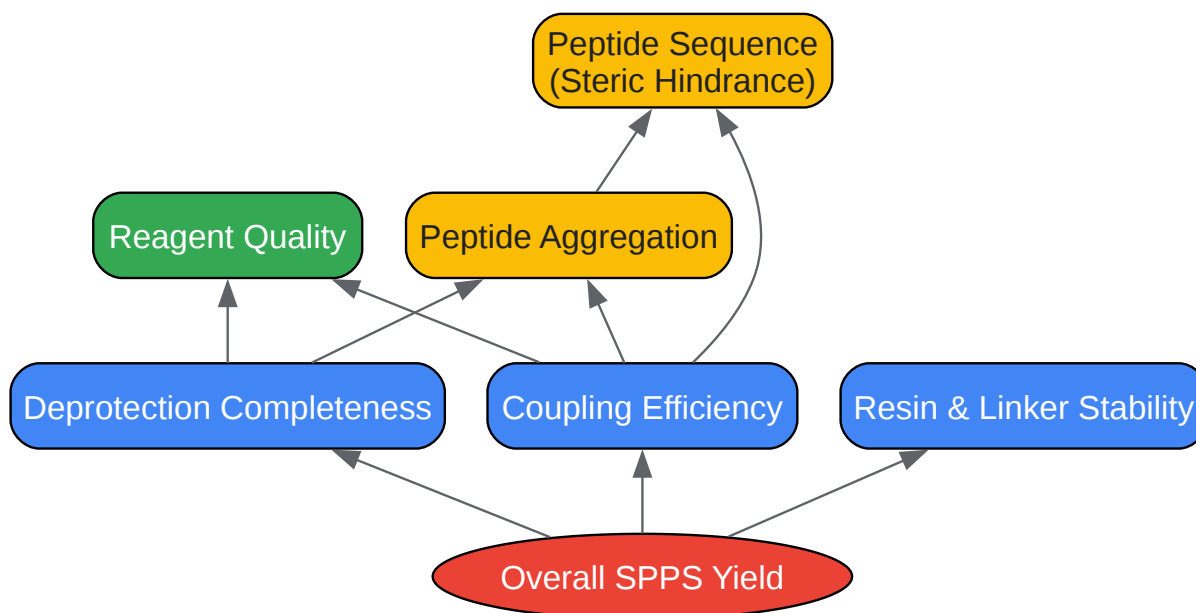 Peptide Sequence
(Steric Hindrance)
Reagent Quality
Peptide Aggregation
Deprotection Completeness
Coupling Efficiency
Resin & Linker Stability
Overall SPPS Yield